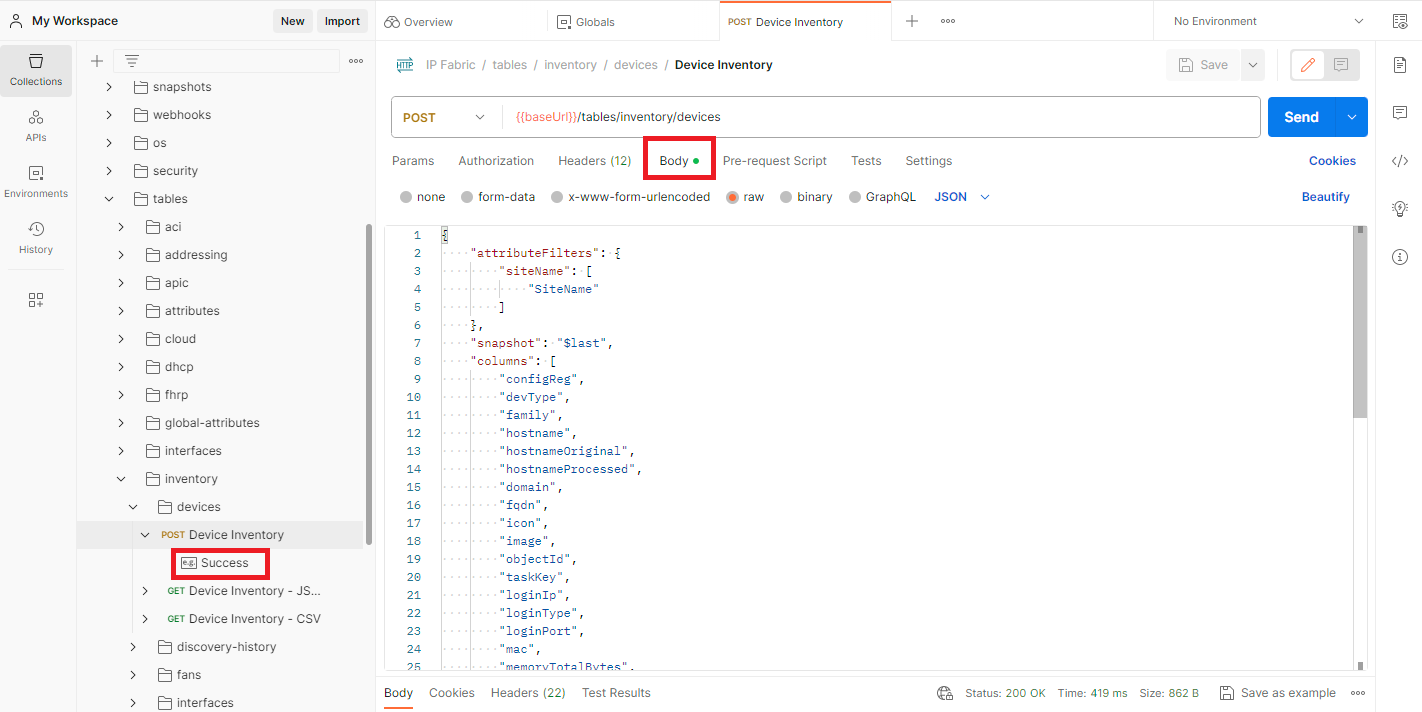 My Workspace
New
Import
Overview
Globals
POST Device Inventory
No Environment
Collections
APIs
Environments
History
snapshots
webhooks
os
security
tables
aci
addressing
apic
attributes
cloud
dhcp
fhrp
global-attributes
interfaces
inventory
devices
POST Device Inventory
e.g. Success
GET Device Inventory - JS...
GET Device Inventory - CSV
discovery-history
fans
interfaces
HTTP IP Fabric / tables / inventory / devices / Device Inventory
Save
POST {{baseUrl}}/tables/inventory/devices
Send
Params Authorization Headers (12) Body Pre-request Script Tests Settings
Cookies
none form-data x-www-form-urlencoded raw binary GraphQL JSON
Beautify
1 {
2 "attributeFilters": {
3 "siteName": [
4 "SiteName"
5 ]
6 },
7 "snapshot": "$last",
8 "columns": [
9 "configReg",
10 "devType",
11 "family",
12 "hostname",
13 "hostnameOriginal",
14 "hostnameProcessed",
15 "domain",
16 "fqdn",
17 "icon",
18 "image",
19 "objectId",
20 "taskKey",
21 "loginIp",
22 "loginType",
23 "loginPort",
24 "mac",
25 "memoryTotalBytes",
Body Cookies Headers (22) Test Results
Status: 200 OK Time: 419 ms Size: 862 B
Save as example